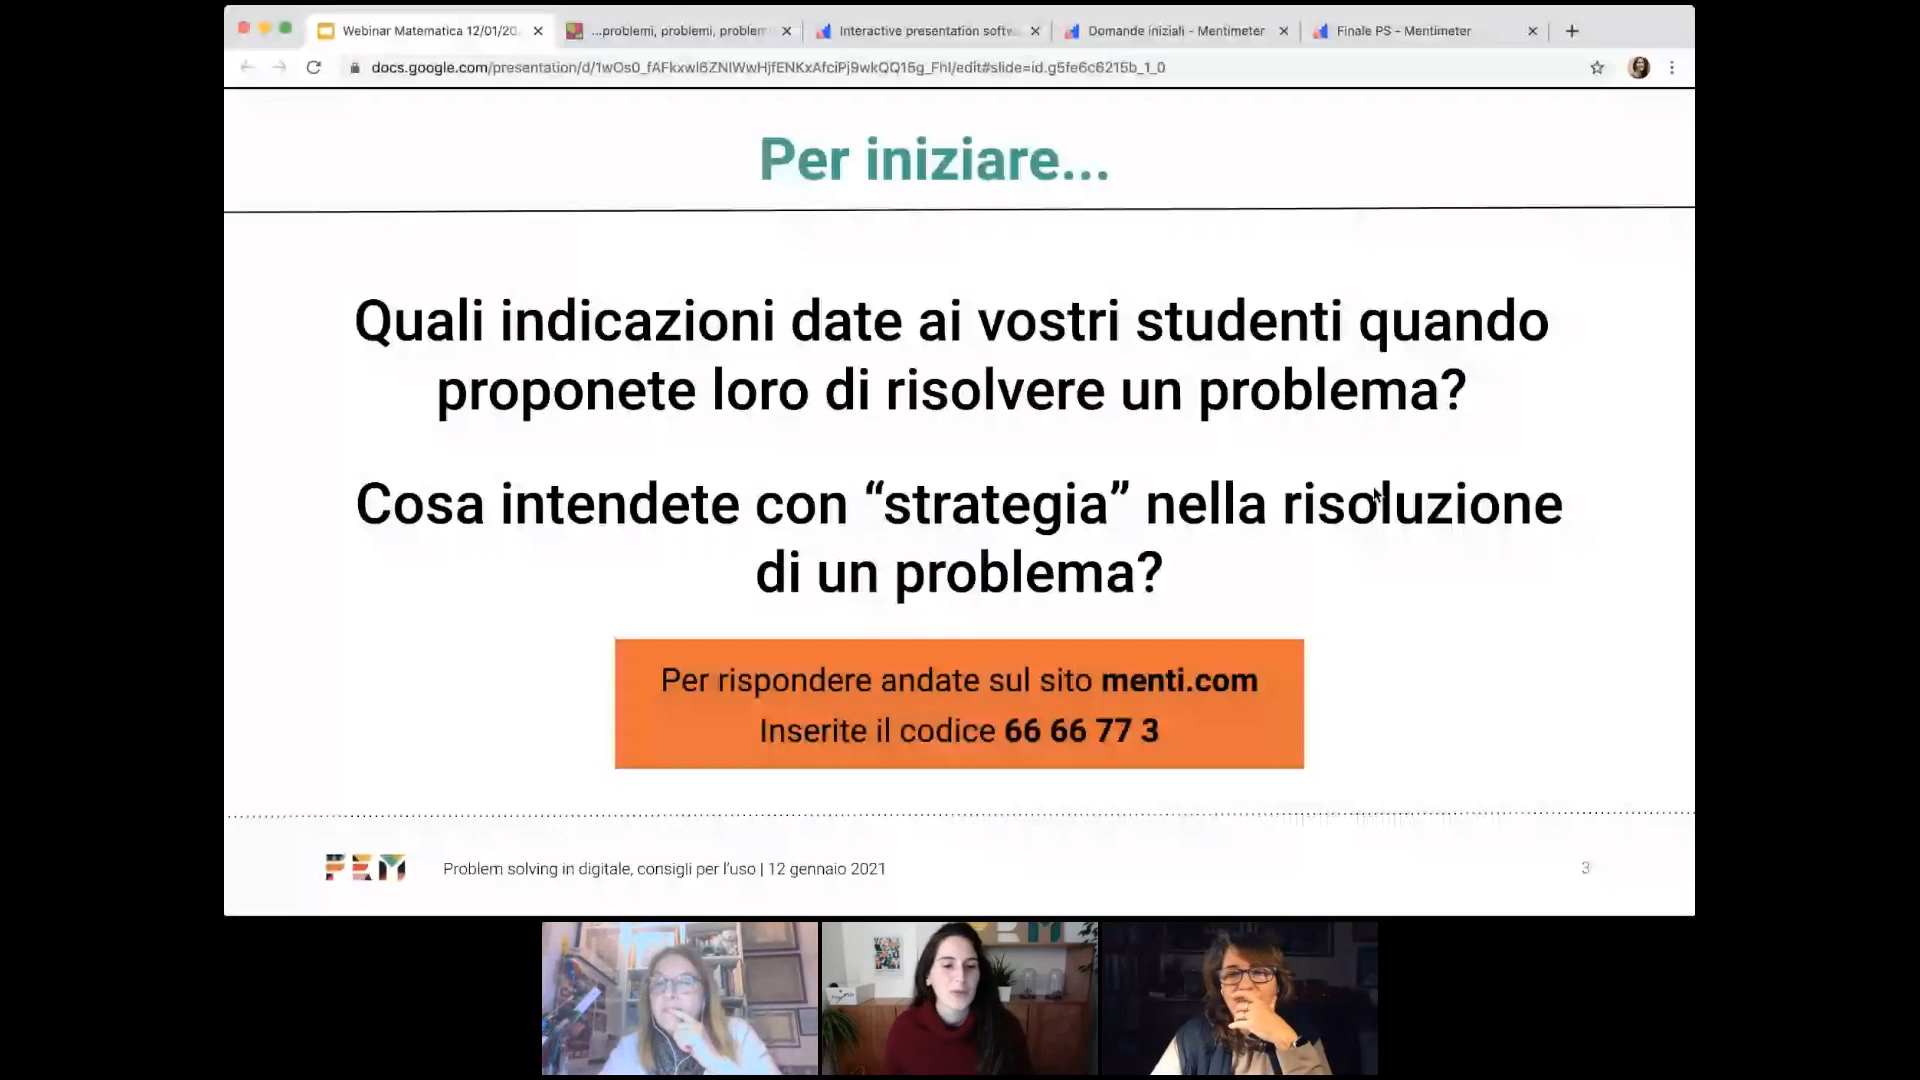 Webinar Matematica 12/01/20
...problemi, problemi, problem
Interactive presentation softw
Domande iniziali - Mentimeter
Finale PS - Mentimeter
docs.google.com/presentation/d/1wOs0_fAFkxwl6ZNIWwHjfENKxAfciPj9wkQQ15g_FhI/edit#slide=id.g5fe6c6215b_1_0
Per iniziare...
Quali indicazioni date ai vostri studenti quando
proponete loro di risolvere un problema?
Cosa intendete con “strategia” nella risoluzione
di un problema?
Per rispondere andate sul sito menti.com
Inserite il codice 66 66 77 3
FEM
Problem solving in digitale, consigli per l'uso | 12 gennaio 2021
3